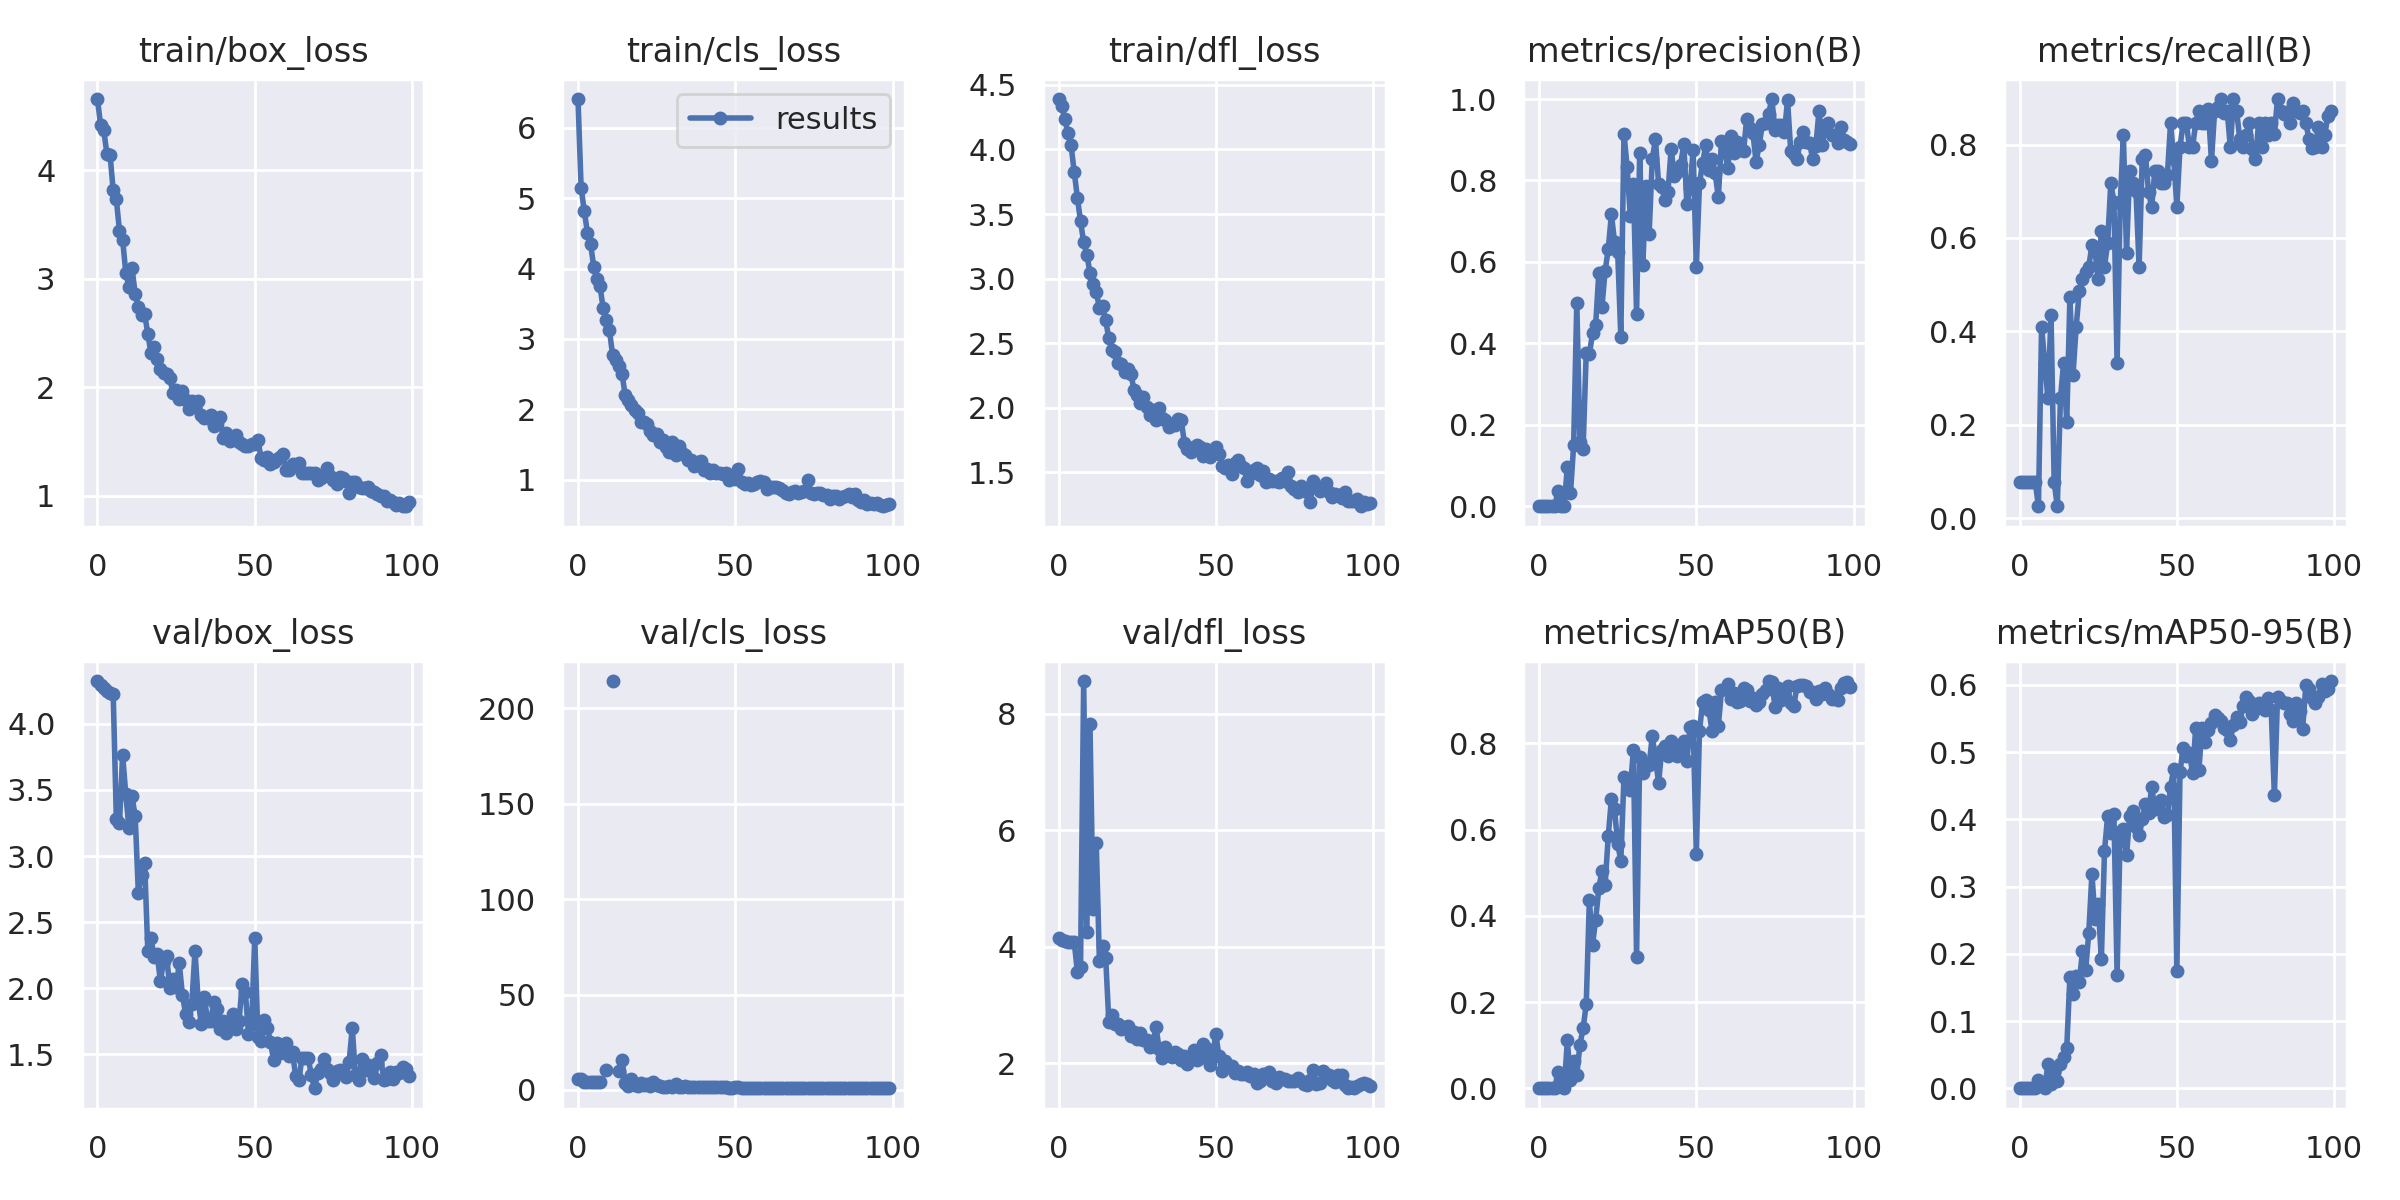 train/box_loss
4
3
2
1
0 50 100
train/cls_loss
results
6
5
4
3
2
1
0 50 100
train/dfl_loss
4.5
4.0
3.5
3.0
2.5
2.0
1.5
0 50 100
metrics/precision(B)
1.0
0.8
0.6
0.4
0.2
0.0
0 50 100
metrics/recall(B)
0.8
0.6
0.4
0.2
0.0
0 50 100
val/box_loss
4.0
3.5
3.0
2.5
2.0
1.5
0 50 100
val/cls_loss
200
150
100
50
0
0 50 100
val/dfl_loss
8
6
4
2
0 50 100
metrics/mAP50(B)
0.8
0.6
0.4
0.2
0.0
0 50 100
metrics/mAP50-95(B)
0.6
0.5
0.4
0.3
0.2
0.1
0.0
0 50 100